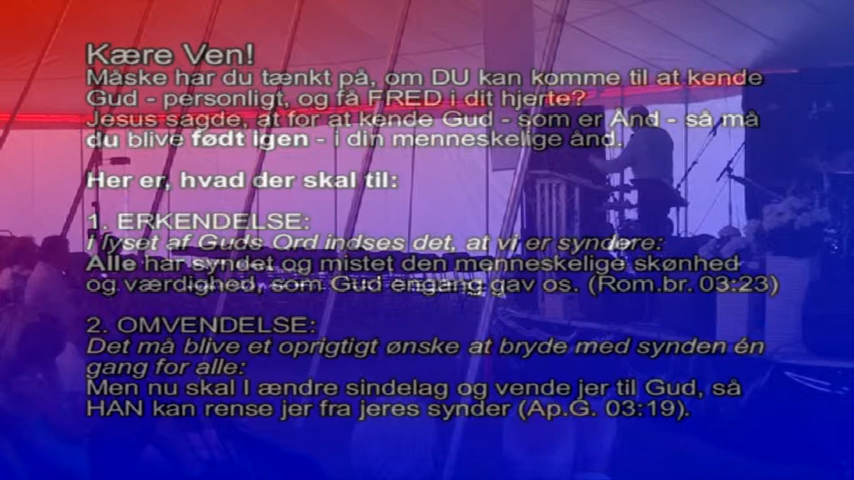 Kære Ven!
Måske har du tænkt på, om DU kan komme til at kende
Gud - personligt, og få FRED i dit hjerte?
Jesus sagde, at for at kende Gud - som er Ånd - så må
du blive født igen - i din menneskelige ånd.
Her er, hvad der skal til:
1. ERKENDELSE:
I lyset af Guds Ord indses det, at vi er syndere:
Alle har syndet og mistet den menneskelige skønhed
og værdighed, som Gud engang gav os. (Rom.br. 03:23)
2. OMVENDELSE:
Det må blive et oprigtigt ønske at bryde med synden én
gang for alle:
Men nu skal I ændre sindelag og vende jer til Gud, så
HAN kan rense jer fra jeres synder (Ap.G. 03:19).